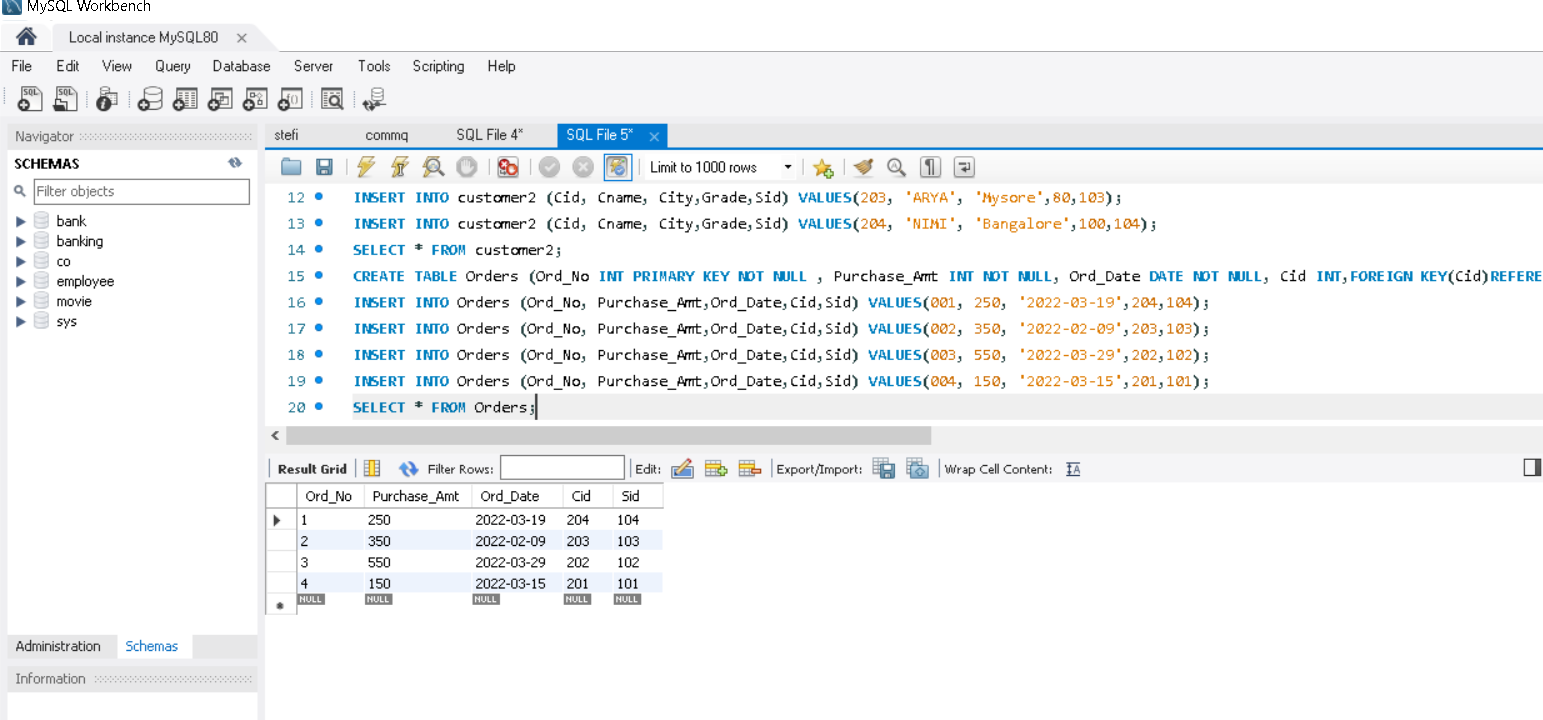 MySQL Workbench
Local instance MySQL80
File Edit View Query Database Server Tools Scripting Help
Navigator
SCHEMAS
Filter objects
bank
banking
co
employee
movie
sys
Administration Schemas
Information
stefi commq SQL File 4* SQL File 5*
Limit to 1000 rows
12 INSERT INTO customer2 (Cid, Cname, City,Grade,Sid) VALUES(203, 'ARYA', 'Mysore',80,103);
13 INSERT INTO customer2 (Cid, Cname, City,Grade,Sid) VALUES(204, 'NIMI', 'Bangalore',100,104);
14 SELECT * FROM customer2;
15 CREATE TABLE Orders (Ord_No INT PRIMARY KEY NOT NULL , Purchase_Amt INT NOT NULL, Ord_Date DATE NOT NULL, Cid INT,FOREIGN KEY(Cid)REFERE
16 INSERT INTO Orders (Ord_No, Purchase_Amt,Ord_Date,Cid,Sid) VALUES(001, 250, '2022-03-19',204,104);
17 INSERT INTO Orders (Ord_No, Purchase_Amt,Ord_Date,Cid,Sid) VALUES(002, 350, '2022-02-09',203,103);
18 INSERT INTO Orders (Ord_No, Purchase_Amt,Ord_Date,Cid,Sid) VALUES(003, 550, '2022-03-29',202,102);
19 INSERT INTO Orders (Ord_No, Purchase_Amt,Ord_Date,Cid,Sid) VALUES(004, 150, '2022-03-15',201,101);
20 SELECT * FROM Orders;
Result Grid Filter Rows: Edit: Export/Import: Wrap Cell Content:
Ord_No Purchase_Amt Ord_Date Cid Sid
1 250 2022-03-19 204 104
2 350 2022-02-09 203 103
3 550 2022-03-29 202 102
4 150 2022-03-15 201 101
NULL NULL NULL NULL NULL